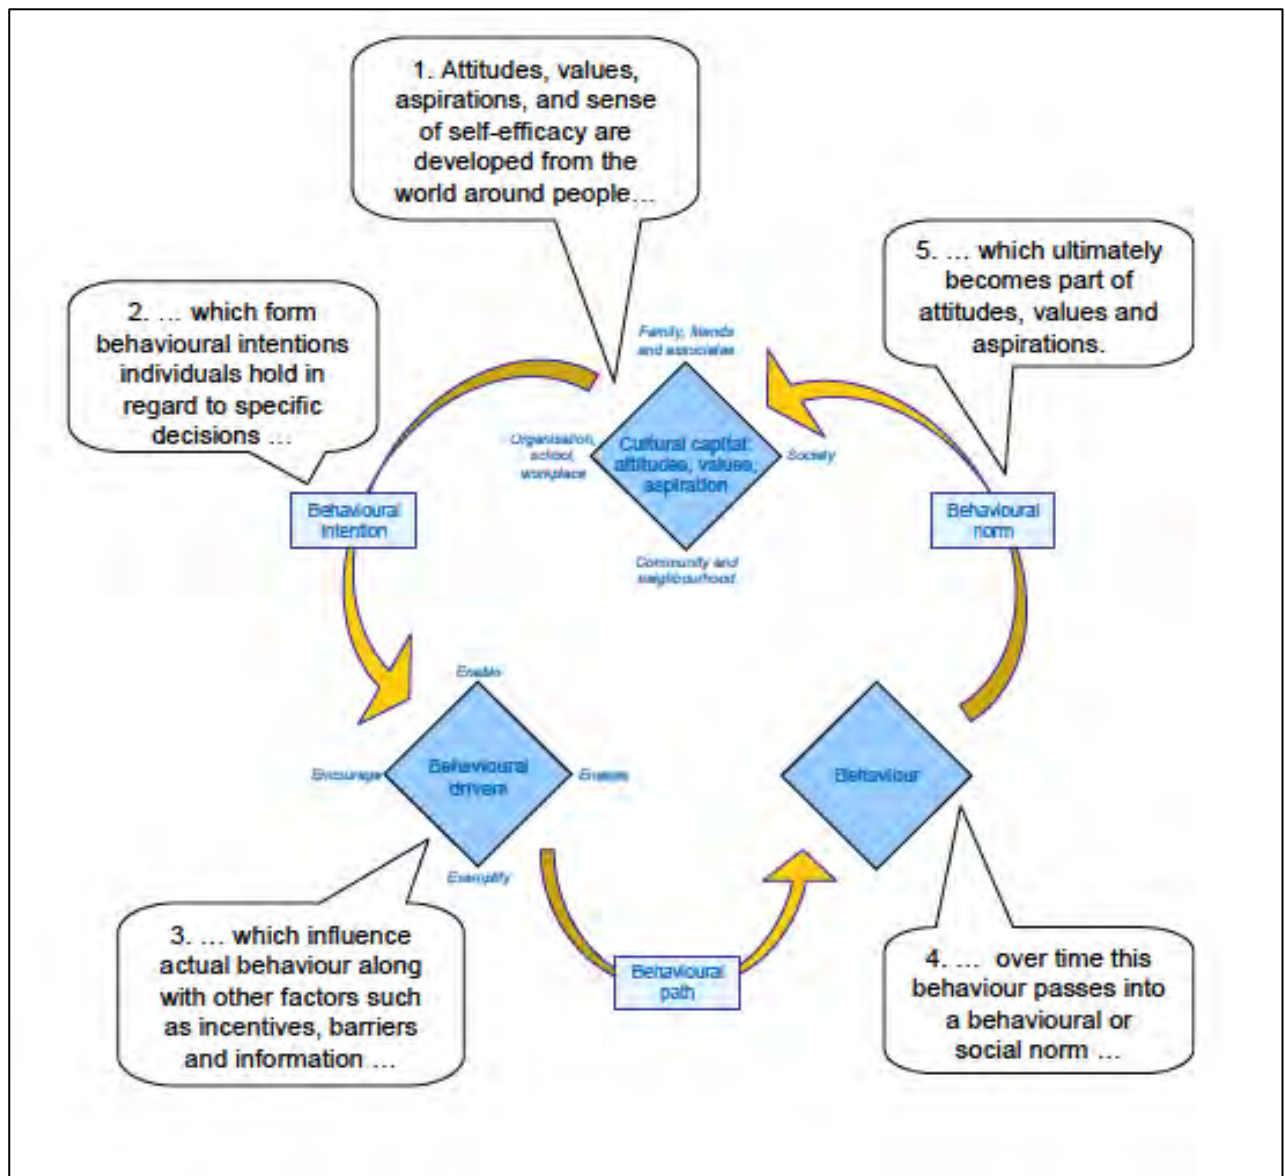 1. Attitudes, values,
aspirations, and sense
of self-efficacy are
developed from the
world around people…
5. … which ultimately
becomes part of
attitudes, values and
aspirations.
2. … which form
behavioural intentions
individuals hold in
regard to specific
decisions …
Family, friends
and associates
Organisation,
school,
workplace
Cultural capital:
attitudes, values,
aspiration
Society
Community and
neighbourhood
Behavioural
intention
Behavioural
norm
Enable
Encourage
Behavioural
drivers
Exemplify
Behaviour
3. … which influence
actual behaviour along
with other factors such
as incentives, barriers
and information …
Behavioural
path
4. … over time this
behaviour passes into
a behavioural or
social norm …